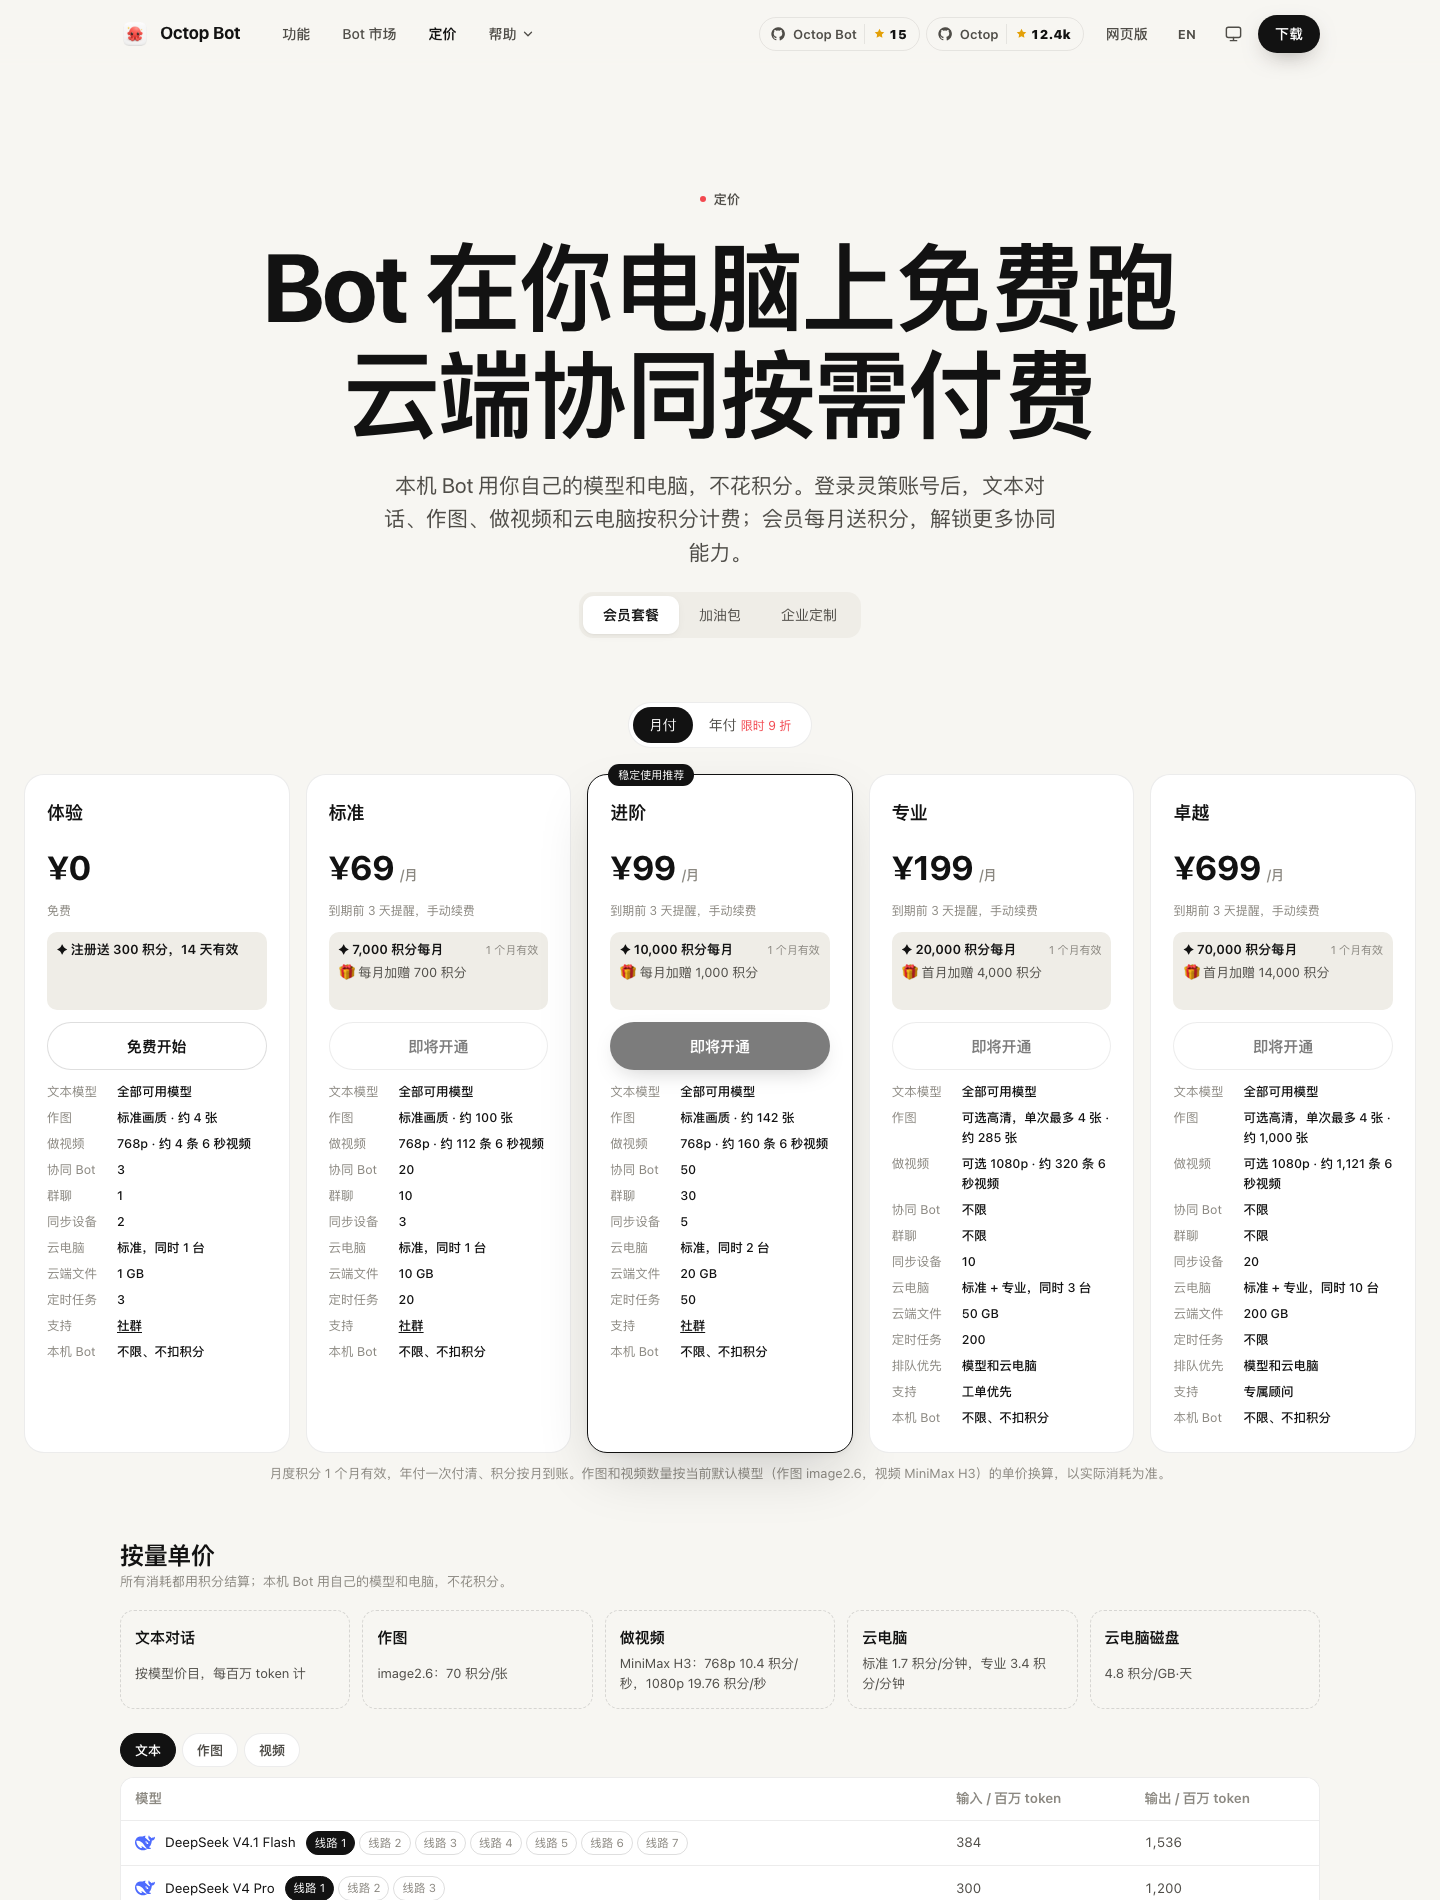 Octop Bot
功能
Bot 市场
定价
帮助
Octop Bot ★ 15
Octop ★ 12.4k
网页版
EN
下载
定价
Bot 在你电脑上免费跑
云端协同按需付费
本机 Bot 用你自己的模型和电脑，不花积分。登录灵策账号后，文本对
话、作图、做视频和云电脑按积分计费；会员每月送积分，解锁更多协同
能力。
会员套餐
加油包
企业定制
月付
年付 限时 9 折
体验
¥0
免费
✦ 注册送 300 积分，14 天有效
免费开始
文本模型 全部可用模型
作图 标准画质 · 约 4 张
做视频 768p · 约 4 条 6 秒视频
协同 Bot 3
群聊 1
同步设备 2
云电脑 标准，同时 1 台
云端文件 1 GB
定时任务 3
支持 社群
本机 Bot 不限、不扣积分
标准
¥69 /月
到期前 3 天提醒，手动续费
✦ 7,000 积分每月 1 个月有效
🎁 每月加赠 700 积分
即将开通
文本模型 全部可用模型
作图 标准画质 · 约 100 张
做视频 768p · 约 112 条 6 秒视频
协同 Bot 20
群聊 10
同步设备 3
云电脑 标准，同时 1 台
云端文件 10 GB
定时任务 20
支持 社群
本机 Bot 不限、不扣积分
稳定使用推荐
进阶
¥99 /月
到期前 3 天提醒，手动续费
✦ 10,000 积分每月 1 个月有效
🎁 每月加赠 1,000 积分
即将开通
文本模型 全部可用模型
作图 标准画质 · 约 142 张
做视频 768p · 约 160 条 6 秒视频
协同 Bot 50
群聊 30
同步设备 5
云电脑 标准，同时 2 台
云端文件 20 GB
定时任务 50
支持 社群
本机 Bot 不限、不扣积分
专业
¥199 /月
到期前 3 天提醒，手动续费
✦ 20,000 积分每月 1 个月有效
🎁 首月加赠 4,000 积分
即将开通
文本模型 全部可用模型
作图 可选高清，单次最多 4 张 ·
约 285 张
做视频 可选 1080p · 约 320 条 6
秒视频
协同 Bot 不限
群聊 不限
同步设备 10
云电脑 标准 + 专业，同时 3 台
云端文件 50 GB
定时任务 200
排队优先 模型和云电脑
支持 工单优先
本机 Bot 不限、不扣积分
卓越
¥699 /月
到期前 3 天提醒，手动续费
✦ 70,000 积分每月 1 个月有效
🎁 首月加赠 14,000 积分
即将开通
文本模型 全部可用模型
作图 可选高清，单次最多 4 张 ·
约 1,000 张
做视频 可选 1080p · 约 1,121 条 6
秒视频
协同 Bot 不限
群聊 不限
同步设备 20
云电脑 标准 + 专业，同时 10 台
云端文件 200 GB
定时任务 不限
排队优先 模型和云电脑
支持 专属顾问
本机 Bot 不限、不扣积分
月度积分 1 个月有效，年付一次付清、积分按月到账。作图和视频数量按当前默认模型（作图 image2.6，视频 MiniMax H3）的单价换算，以实际消耗为准。
按量单价
所有消耗都用积分结算；本机 Bot 用自己的模型和电脑，不花积分。
文本对话
按模型价目，每百万 token 计
作图
image2.6：70 积分/张
做视频
MiniMax H3：768p 10.4 积分/
秒，1080p 19.76 积分/秒
云电脑
标准 1.7 积分/分钟，专业 3.4 积
分/分钟
云电脑磁盘
4.8 积分/GB·天
文本
作图
视频
模型 输入 / 百万 token 输出 / 百万 token
DeepSeek V4.1 Flash 线路 1 线路 2 线路 3 线路 4 线路 5 线路 6 线路 7 384 1,536
DeepSeek V4 Pro 线路 1 线路 2 线路 3 300 1,200